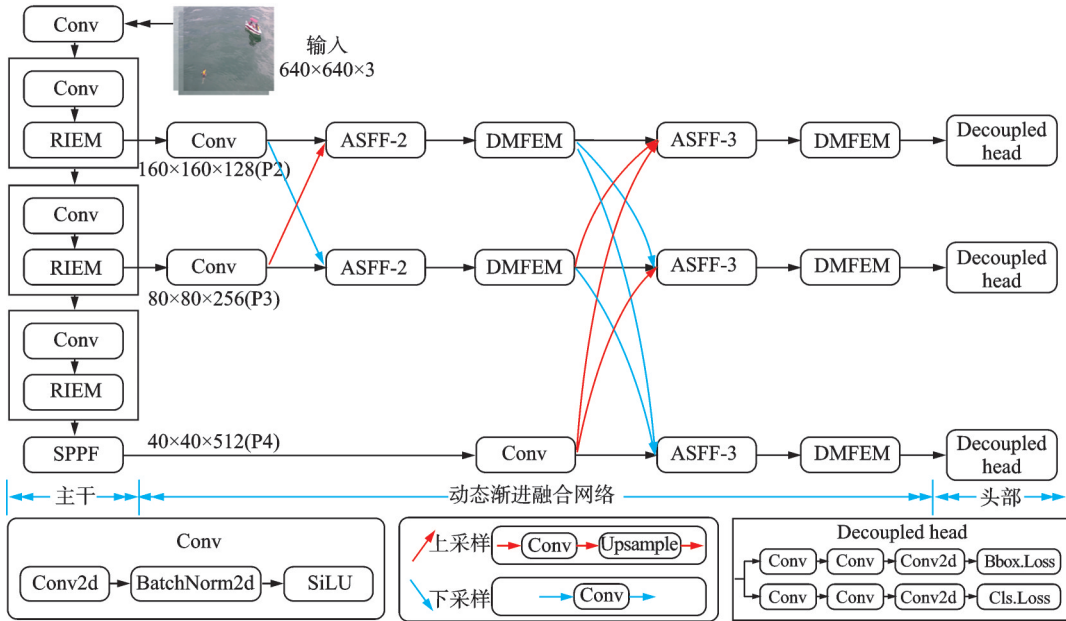 Conv
输入
640×640×3
Conv
RIEM
Conv
ASFF-2
DMFEM
ASFF-3
DMFEM
Decoupled
head
160×160×128(P2)
Conv
RIEM
Conv
ASFF-2
DMFEM
ASFF-3
DMFEM
Decoupled
head
80×80×256(P3)
Conv
RIEM
SPPF
40×40×512(P4)
Conv
ASFF-3
DMFEM
Decoupled
head
主干
动态渐进融合网络
头部
Conv
Conv2d
BatchNorm2d
SiLU
上采样
Conv
Upsample
下采样
Conv
Decoupled head
Conv
Conv
Conv2d
Bbox.Loss
Conv
Conv
Conv2d
Cls.Loss